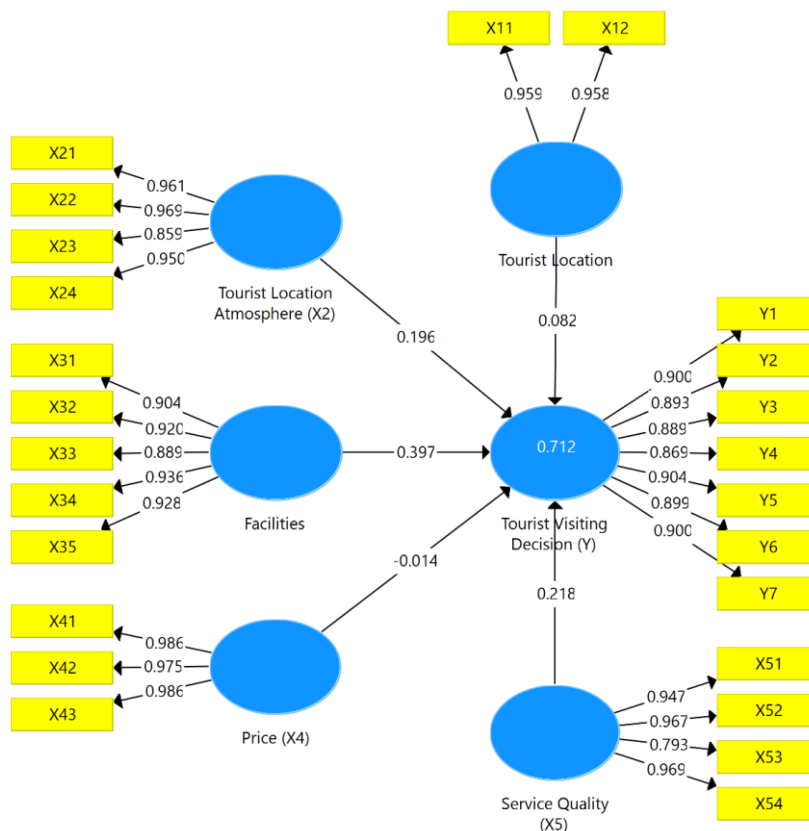 X11
X12
0.959
0.958
Tourist Location
0.082
X21
X22
X23
X24
0.961
0.969
0.859
0.950
Tourist Location
Atmosphere (X2)
0.196
X31
X32
X33
X34
X35
0.904
0.920
0.889
0.936
0.928
Facilities
0.397
0.712
Tourist Visiting
Decision (Y)
Y1
Y2
Y3
Y4
Y5
Y6
Y7
0.900
0.893
0.889
0.869
0.904
0.899
0.900
X41
X42
X43
0.986
0.975
0.986
Price (X4)
-0.014
0.218
X51
X52
X53
X54
0.947
0.967
0.793
0.969
Service Quality
(X5)